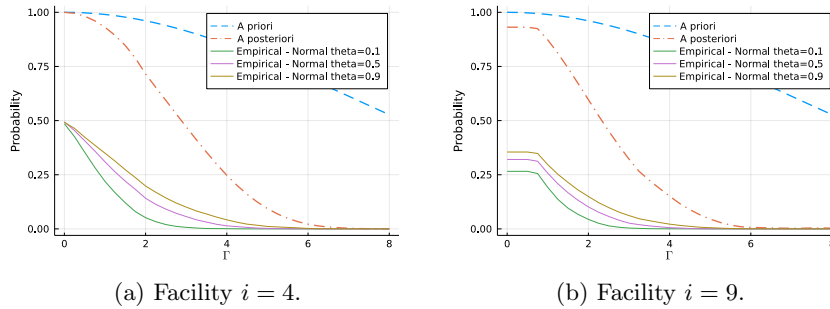 1.00
0.75
0.50
0.25
0.00
Probability
0
2
4
6
8
Γ
A priori
A posteriori
Empirical - Normal theta=0.1
Empirical - Normal theta=0.5
Empirical - Normal theta=0.9
(a) Facility i = 4.
1.00
0.75
0.50
0.25
0.00
Probability
0
2
4
6
8
Γ
A priori
A posteriori
Empirical - Normal theta=0.1
Empirical - Normal theta=0.5
Empirical - Normal theta=0.9
(b) Facility i = 9.